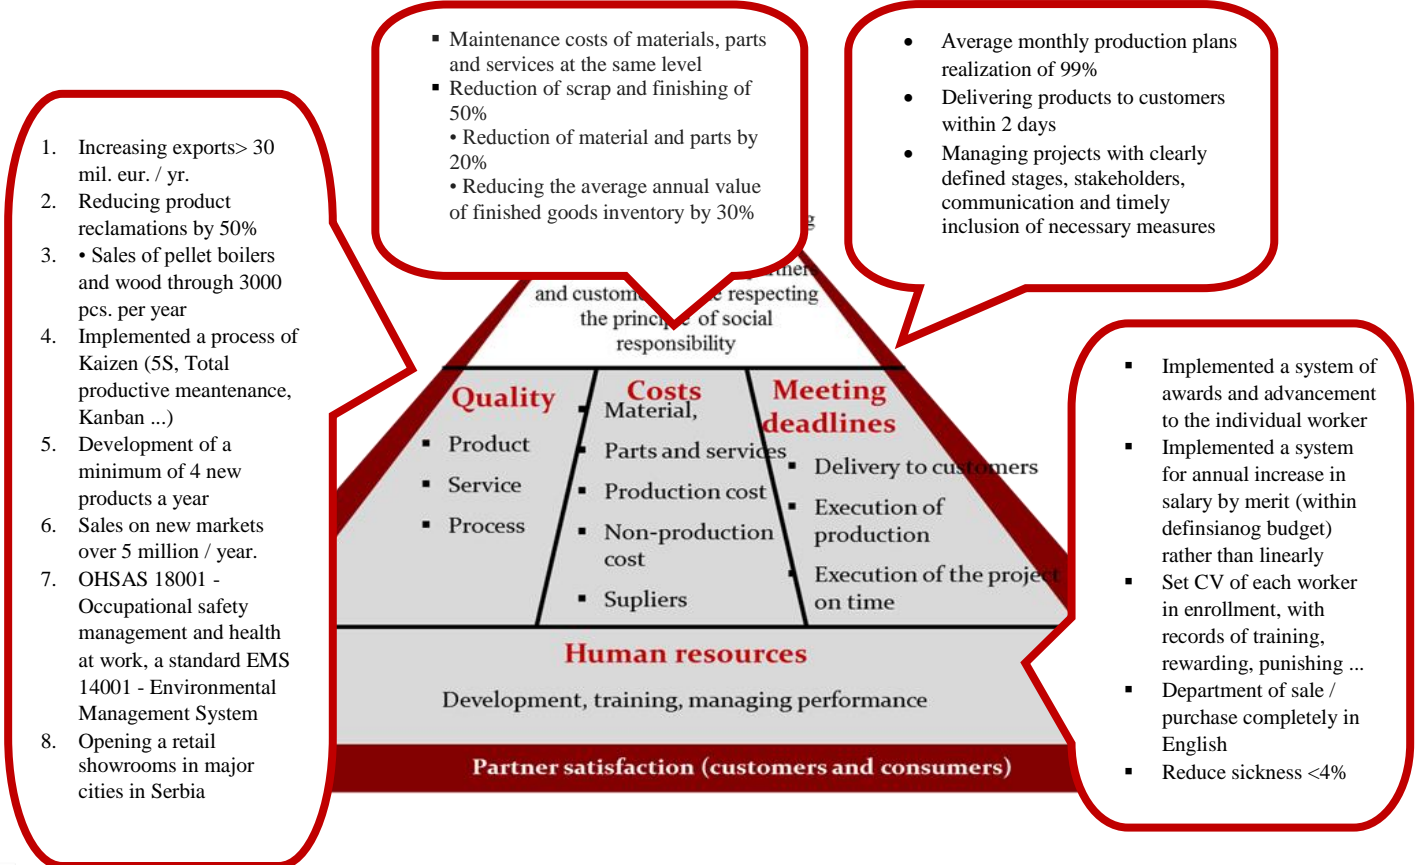 1. Increasing exports> 30
mil. eur. / yr.
2. Reducing product
reclamations by 50%
3. • Sales of pellet boilers
and wood through 3000
pcs. per year
4. Implemented a process of
Kaizen (5S, Total
productive meantenance,
Kanban ...)
5. Development of a
minimum of 4 new
products a year
6. Sales on new markets
over 5 million / year.
7. OHSAS 18001 -
Occupational safety
management and health
at work, a standard EMS
14001 - Environmental
Management System
8. Opening a retail
showrooms in major
cities in Serbia
▪ Maintenance costs of materials, parts
and services at the same level
▪ Reduction of scrap and finishing of
50%
• Reduction of material and parts by
20%
• Reducing the average annual value
of finished goods inventory by 30%
• Average monthly production plans
realization of 99%
• Delivering products to customers
within 2 days
• Managing projects with clearly
defined stages, stakeholders,
communication and timely
inclusion of necessary measures
and respecting
the principle of social
responsibility
Quality
▪ Product
▪ Service
▪ Process
Costs
▪ Material,
▪ Parts and services
▪ Production cost
▪ Non-production
cost
▪ Supliers
Meeting
deadlines
▪ Delivery to customers
▪ Execution of
production
▪ Execution of the project
on time
Human resources
Development, training, managing performance
Partner satisfaction (customers and consumers)
▪ Implemented a system of
awards and advancement
to the individual worker
▪ Implemented a system
for annual increase in
salary by merit (within
definsianog budget)
rather than linearly
▪ Set CV of each worker
in enrollment, with
records of training,
rewarding, punishing ...
▪ Department of sale /
purchase completely in
English
▪ Reduce sickness <4%